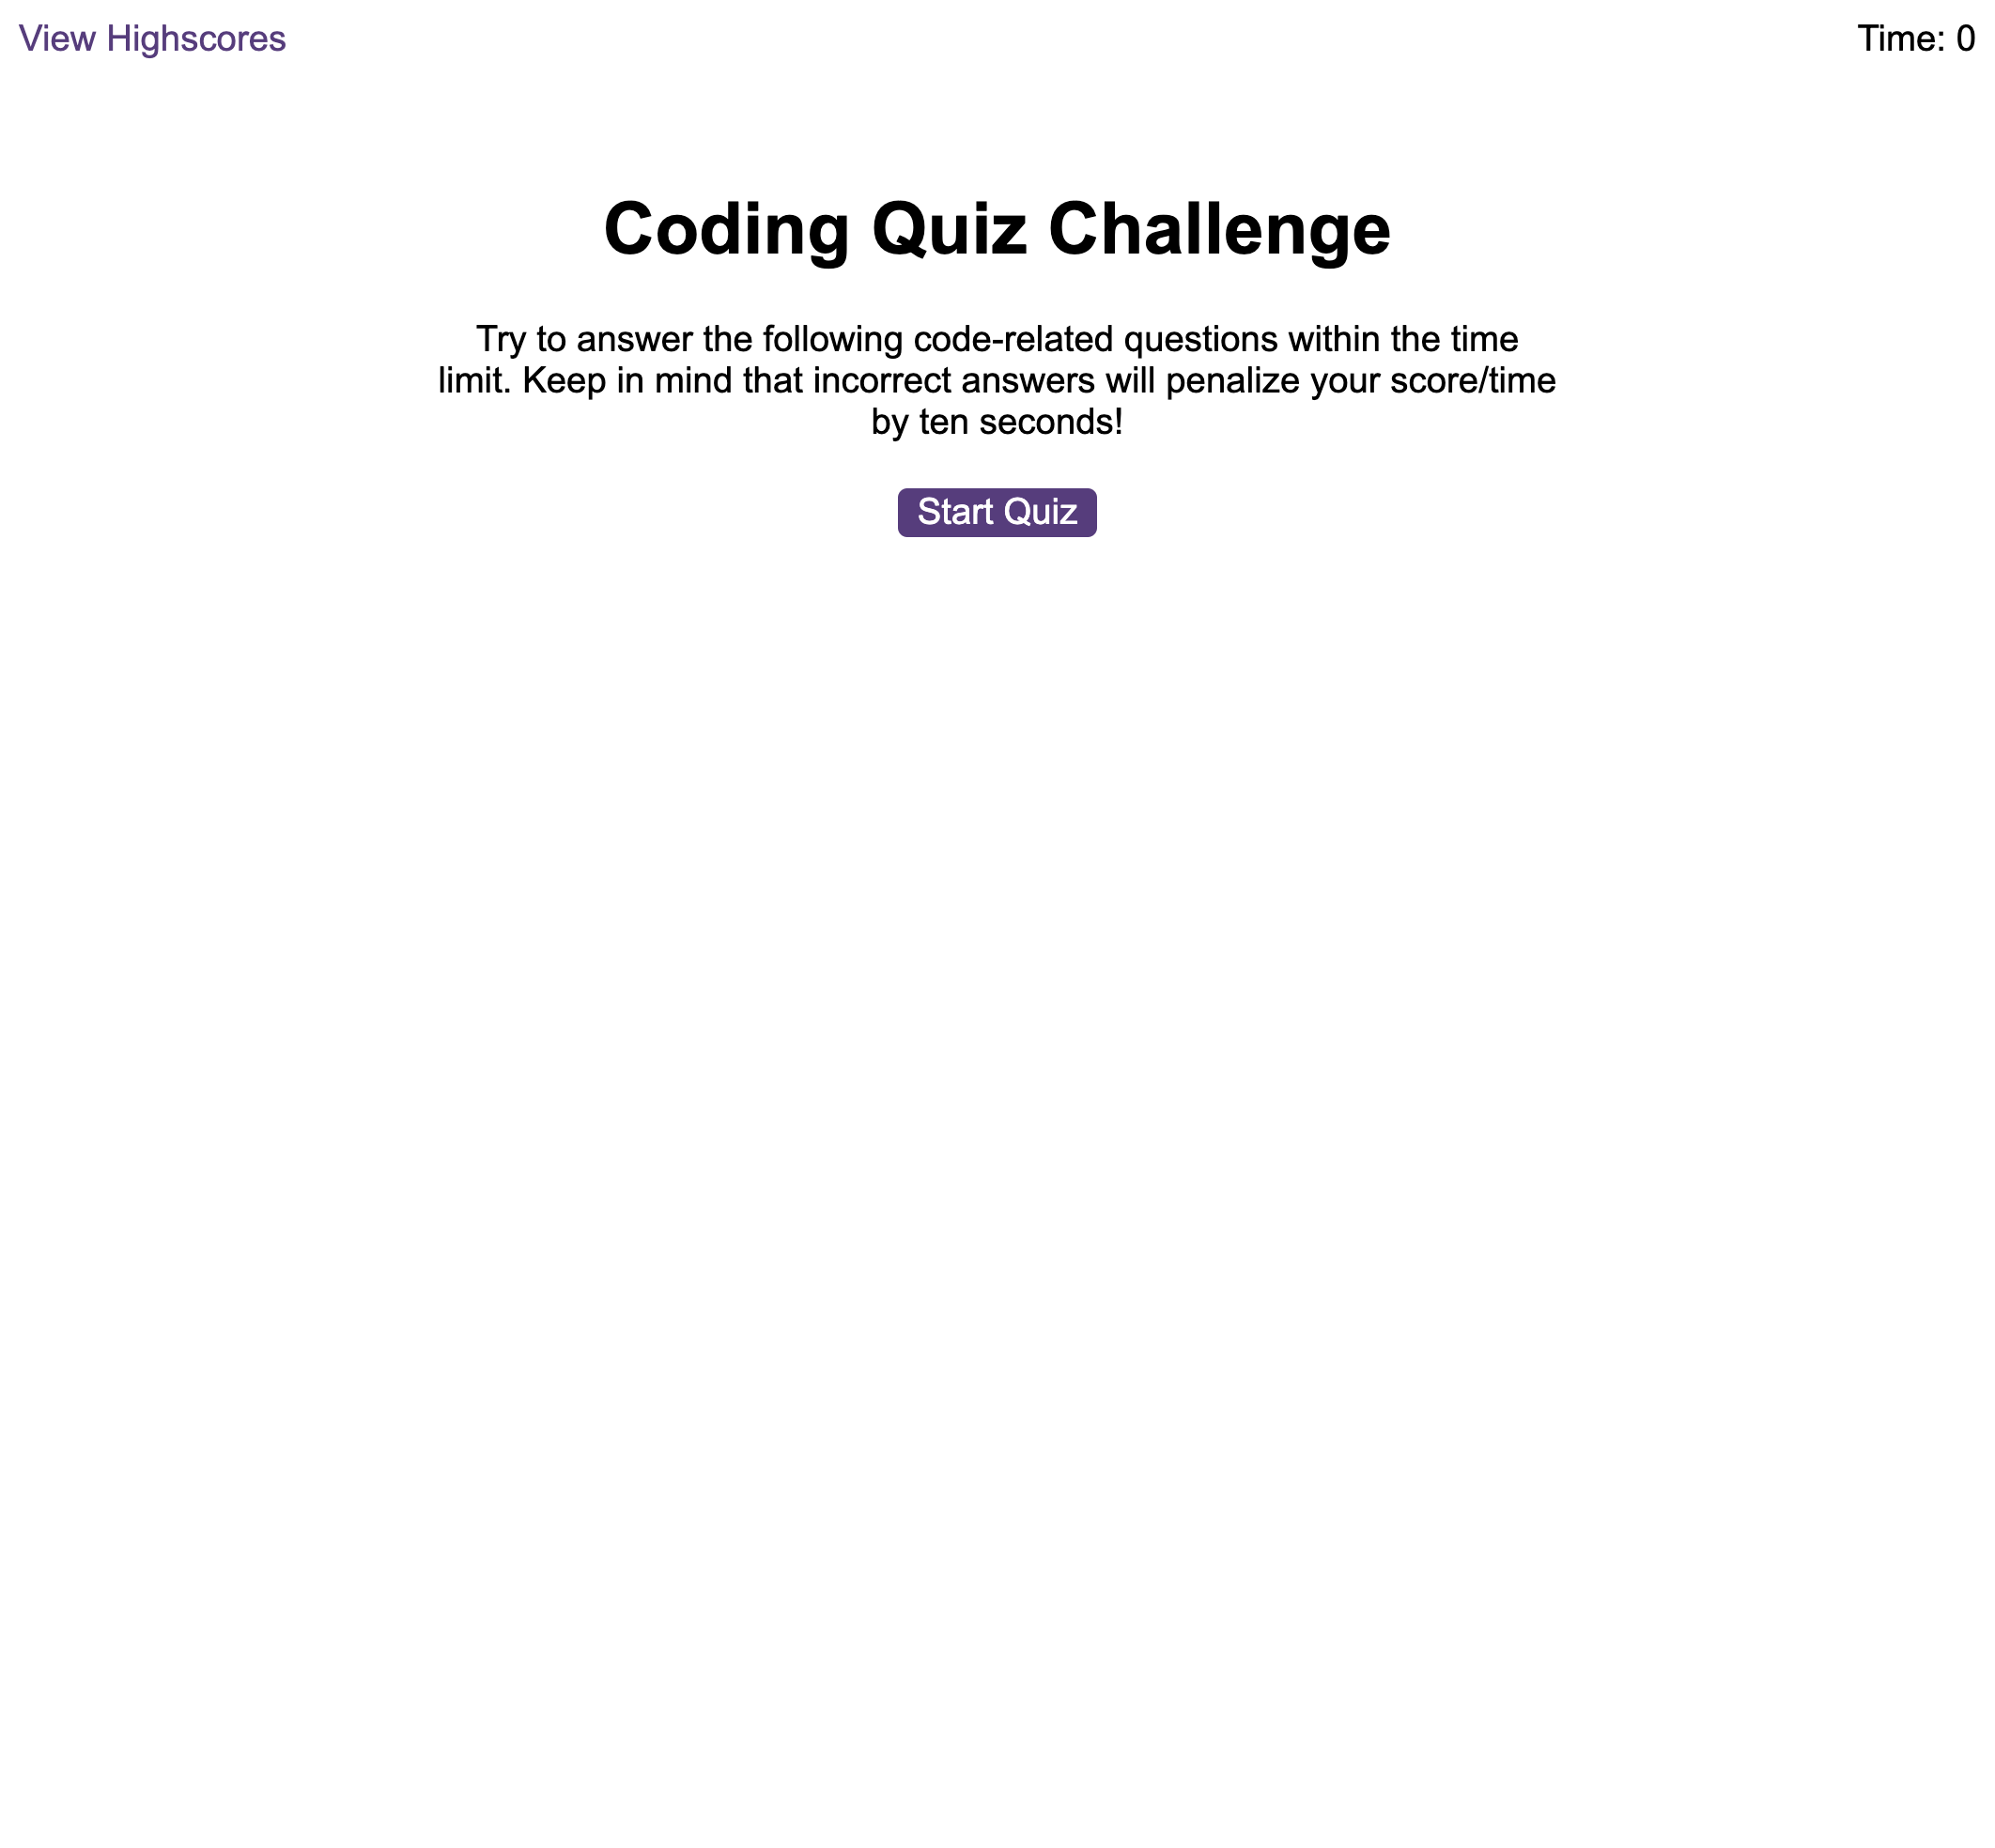 View Highscores
Time: 0
Coding Quiz Challenge
Try to answer the following code-related questions within the time
limit. Keep in mind that incorrect answers will penalize your score/time
by ten seconds!
Start Quiz